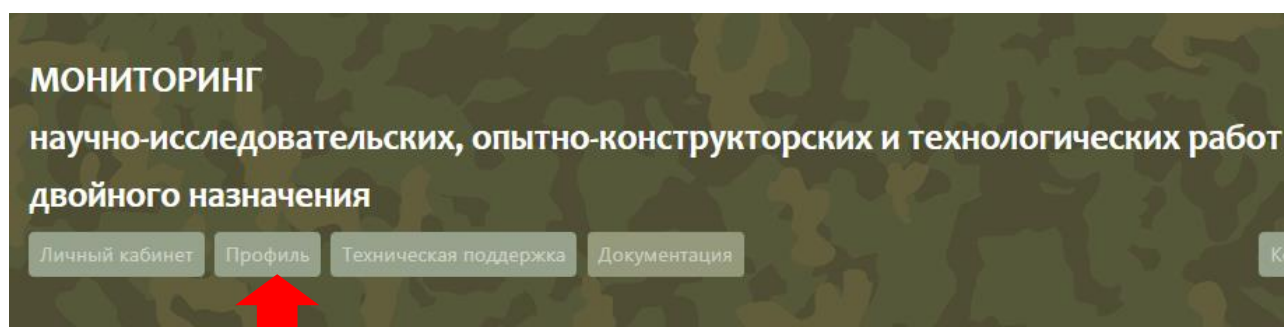 МОНИТОРИНГ
научно-исследовательских, опытно-конструкторских и технологических работ
двойного назначения
Личный кабинет Профиль Техническая поддержка Документация